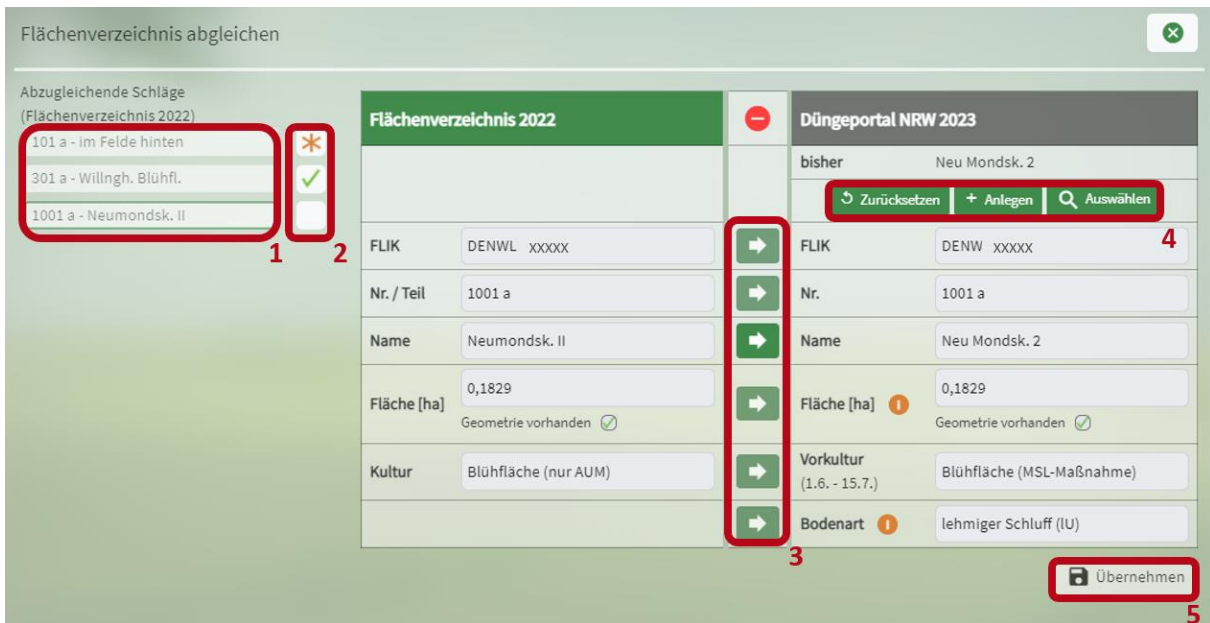 Flächenverzeichnis abgleichen
Abzugleichende Schläge
(Flächenverzeichnis 2022)
101 a - im Felde hinten
301 a - Willngh. Blühfl.
1001 a - Neumondsk. II
1
2
Flächenverzeichnis 2022
Düngeportal NRW 2023
bisher Neu Mondsk. 2
Zurücksetzen + Anlegen Auswählen
4
FLIK DENWL xxxxx FLIK DENW xxxxx
Nr. / Teil 1001 a Nr. 1001 a
Name Neumondsk. II Name Neu Mondsk. 2
Fläche [ha] 0,1829 Fläche [ha] 0,1829
Geometrie vorhanden Geometrie vorhanden
Kultur Blühfläche (nur AUM) Vorkultur Blühfläche (MSL-Maßnahme)
(1.6. - 15.7.)
Bodenart lehmiger Schluff (lU)
3
Übernehmen
5